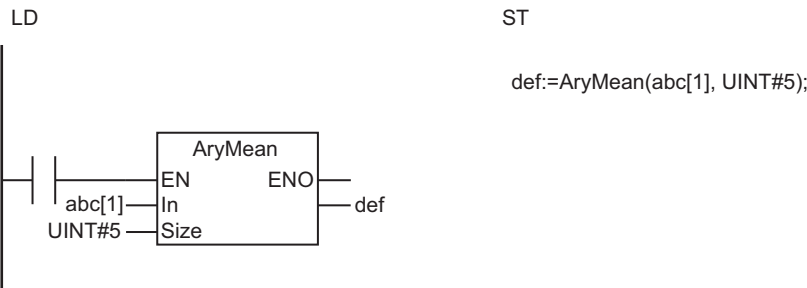 LD
ST
def:=AryMean(abc[1], UINT#5);
AryMean
EN ENO
abc[1] In def
UINT#5 Size